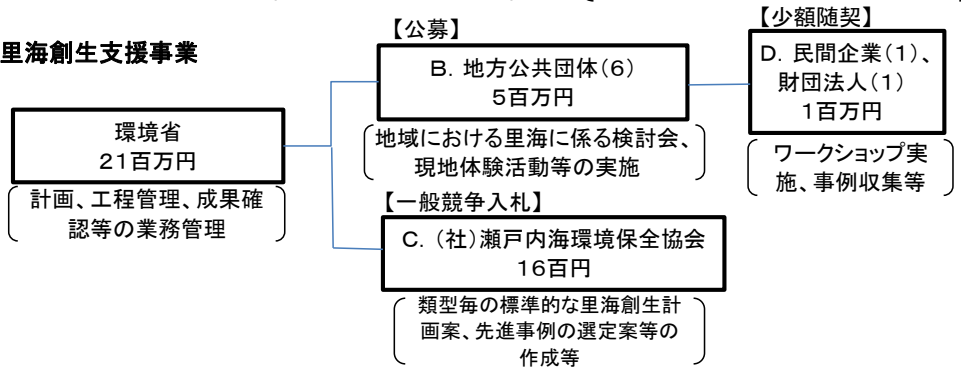 里海創生支援事業
環境省
21百万円
計画、工程管理、成果確
認等の業務管理
【公募】
B. 地方公共団体(6)
5百万円
地域における里海に係る検討会、
現地体験活動等の実施
【一般競争入札】
C. (社)瀬戸内海環境保全協会
16百円
類型毎の標準的な里海創生計
画案、先進事例の選定案等の
作成等
【少額随契】
D. 民間企業(1)、
財団法人(1)
1百万円
ワークショップ実
施、事例収集等